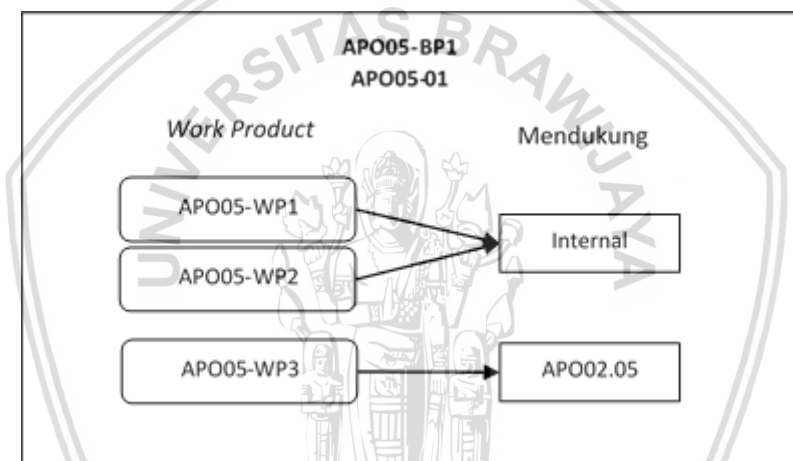 APO05-BP1
APO05-01
Work Product
Mendukung
APO05-WP1
APO05-WP2
Internal
APO05-WP3
APO02.05
UNIVERSITAS BRAWIJAYA